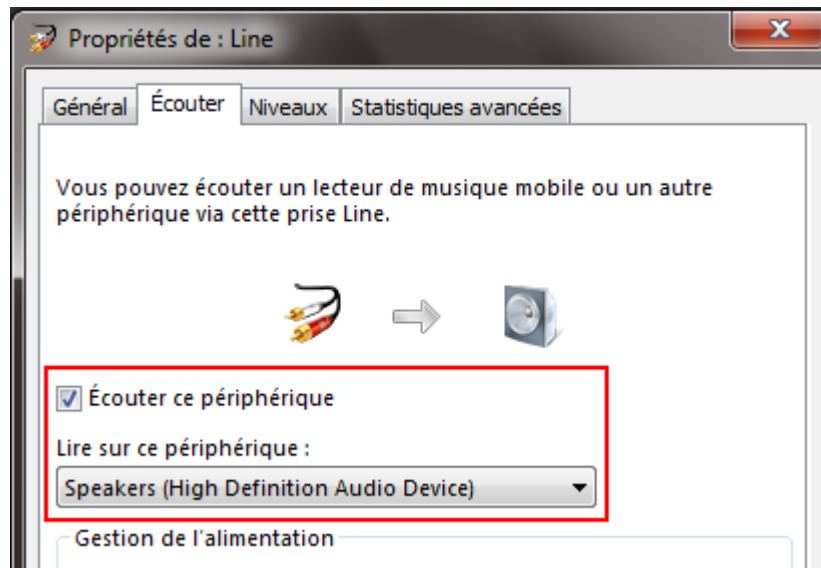 Propriétés de : Line
Général Écouter Niveaux Statistiques avancées
Vous pouvez écouter un lecteur de musique mobile ou un autre
périphérique via cette prise Line.
Écouter ce périphérique
Lire sur ce périphérique :
Speakers (High Definition Audio Device)
Gestion de l'alimentation